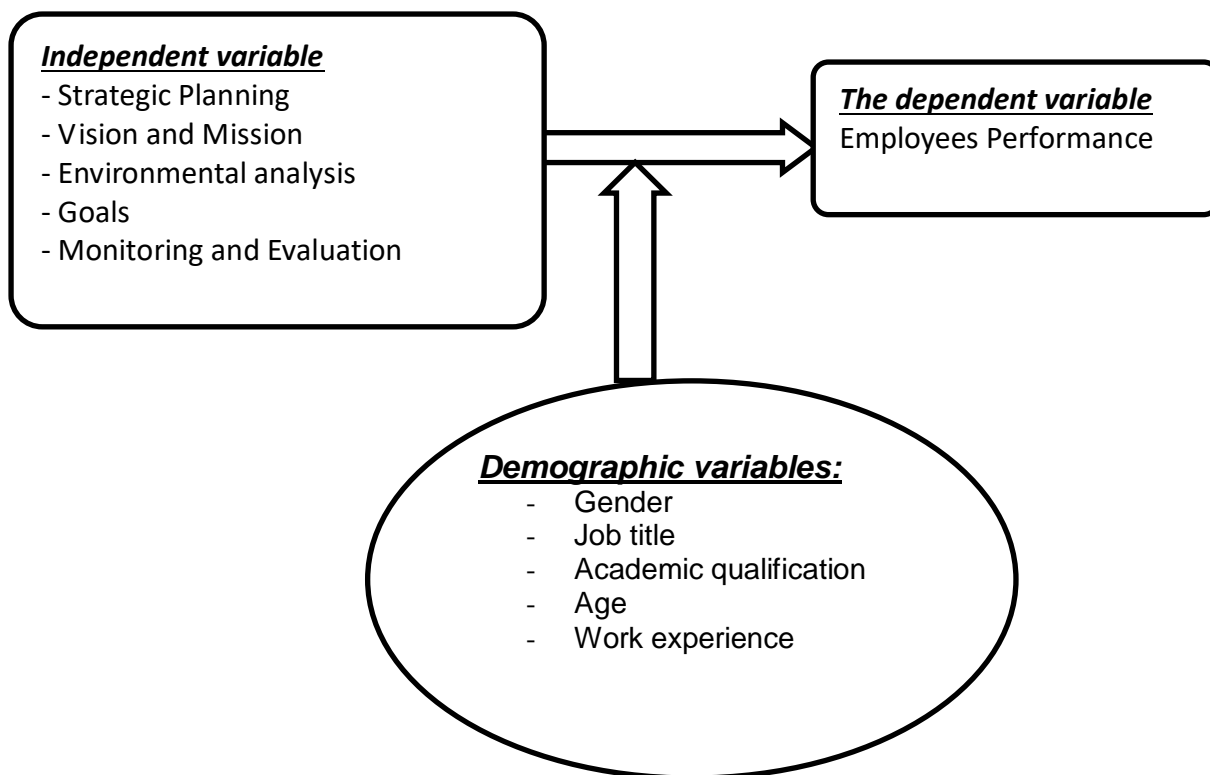 Independent variable
- Strategic Planning
- Vision and Mission
- Environmental analysis
- Goals
- Monitoring and Evaluation
The dependent variable
Employees Performance
Demographic variables:
- Gender
- Job title
- Academic qualification
- Age
- Work experience